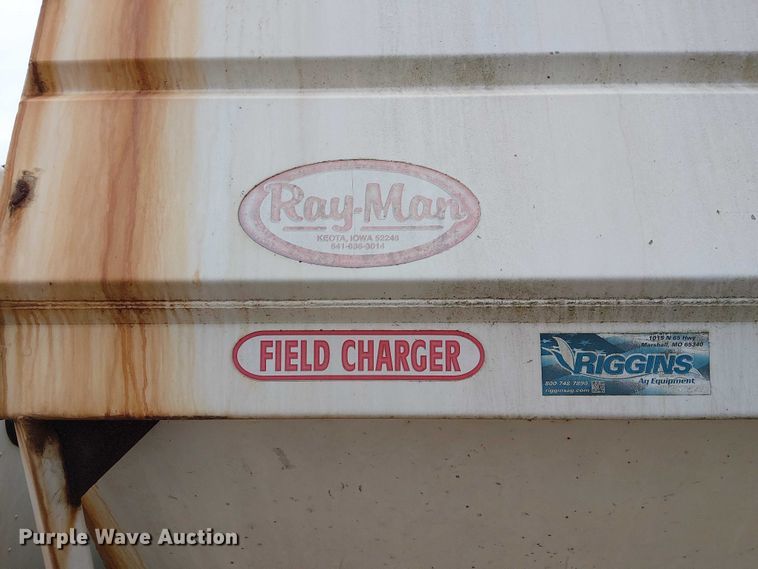 Ray-Man
KEOTA, IOWA 52248
641-636-3014
FIELD CHARGER
1019 N 65 Hwy
Marshall, MO 65340
RIGGINS
Ag Equipment
800 748 7890
rigginsag.com
Purple Wave Auction